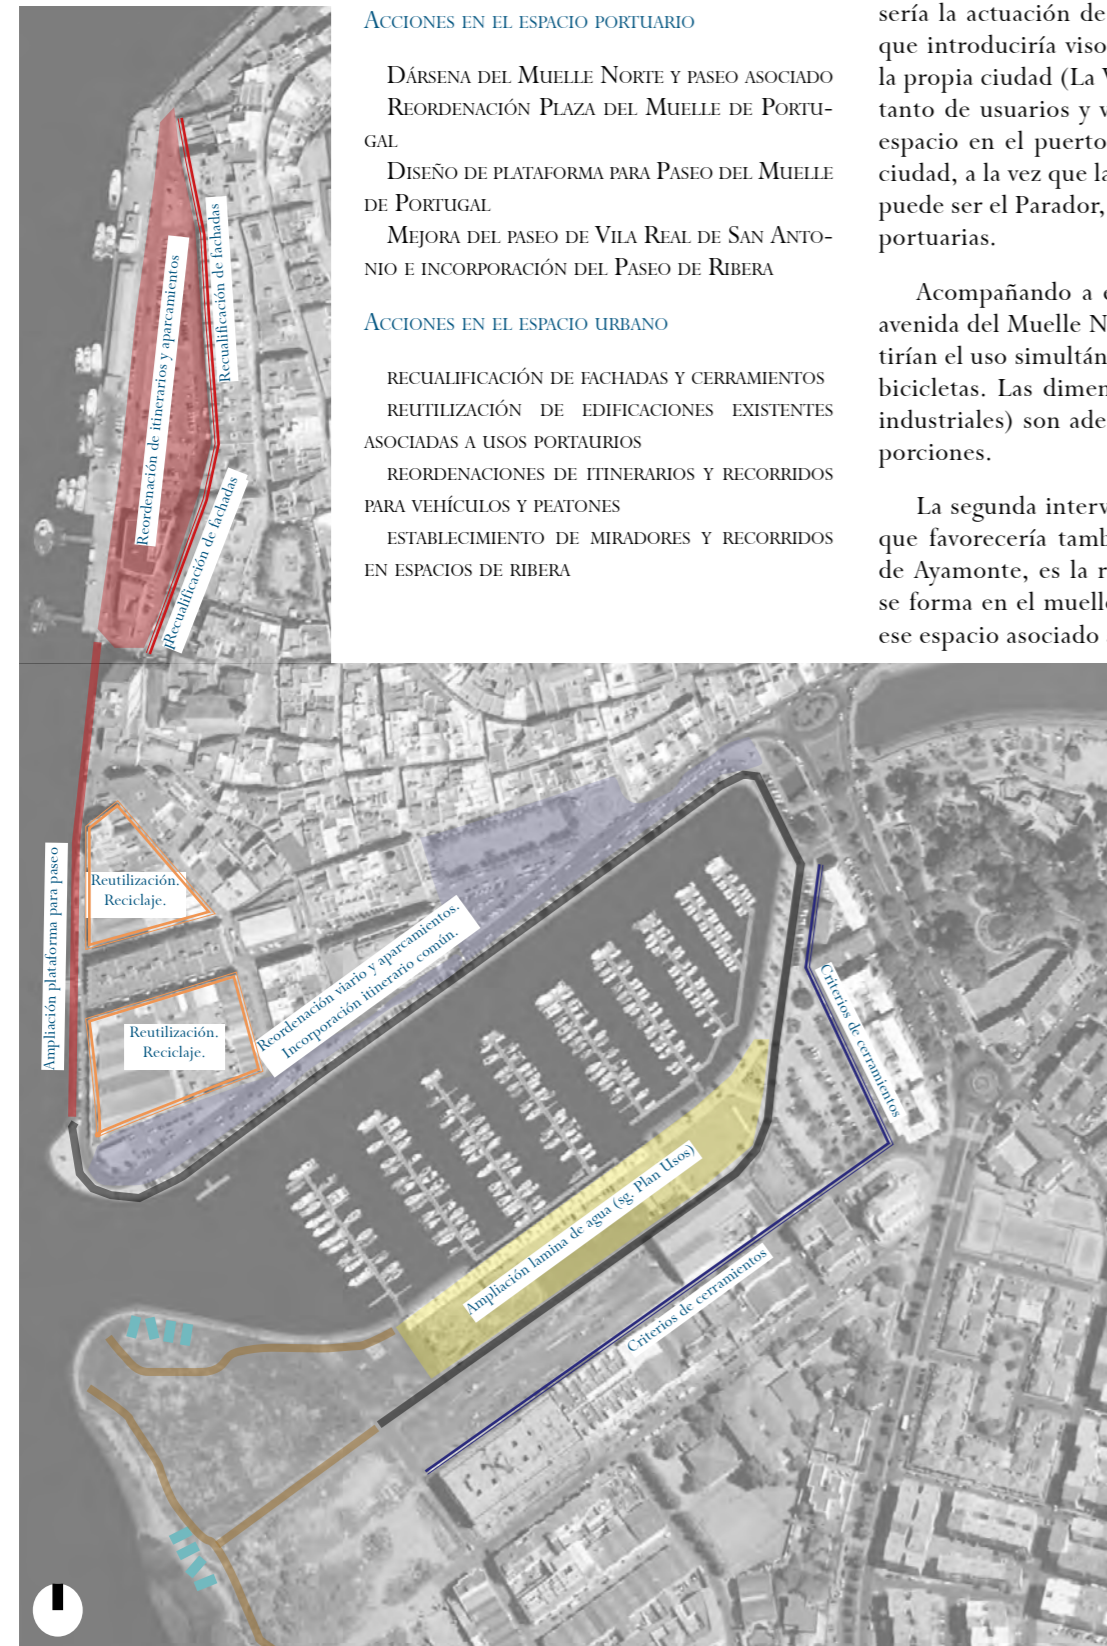 ACCIONES EN EL ESPACIO PORTUARIO
DÁRSENA DEL MUELLE NORTE Y PASEO ASOCIADO
REORDENACIÓN PLAZA DEL MUELLE DE PORTU-
GAL
DISEÑO DE PLATAFORMA PARA PASEO DEL MUELLE
DE PORTUGAL
MEJORA DEL PASEO DE VILA REAL DE SAN ANTO-
NIO E INCORPORACIÓN DEL PASEO DE RIBERA
ACCIONES EN EL ESPACIO URBANO
RECUALIFICACIÓN DE FACHADAS Y CERRAMIENTOS
REUTILIZACIÓN DE EDIFICACIONES EXISTENTES
ASOCIADAS A USOS PORTAURIOS
REORDENACIONES DE ITINERARIOS Y RECORRIDOS
PARA VEHÍCULOS Y PEATONES
ESTABLECIMIENTO DE MIRADORES Y RECORRIDOS
EN ESPACIOS DE RIBERA
sería la actuación de
que introduciría viso
la propia ciudad (La V
tanto de usuarios y v
espacio en el puerto
ciudad, a la vez que la
puede ser el Parador,
portuarias.
Acompañando a e
avenida del Muelle N
tirían el uso simultán
bicicletas. Las dimen
industriales) son ade
porciones.
La segunda interv
que favorecería tamb
de Ayamonte, es la r
se forma en el muelle
ese espacio asociado
Reordenación de itinerarios y aparcamientos
Recualificación de fachadas
Recualificación de fachadas
Ampliación plataforma para paseo
Reutilización.
Reciclaje.
Reutilización.
Reciclaje.
Reordenación viario y aparcamientos.
Incorporación itinerario común.
Criterios de cerramientos
Ampliación lamina de agua (sg. Plan Usos)
Criterios de cerramientos